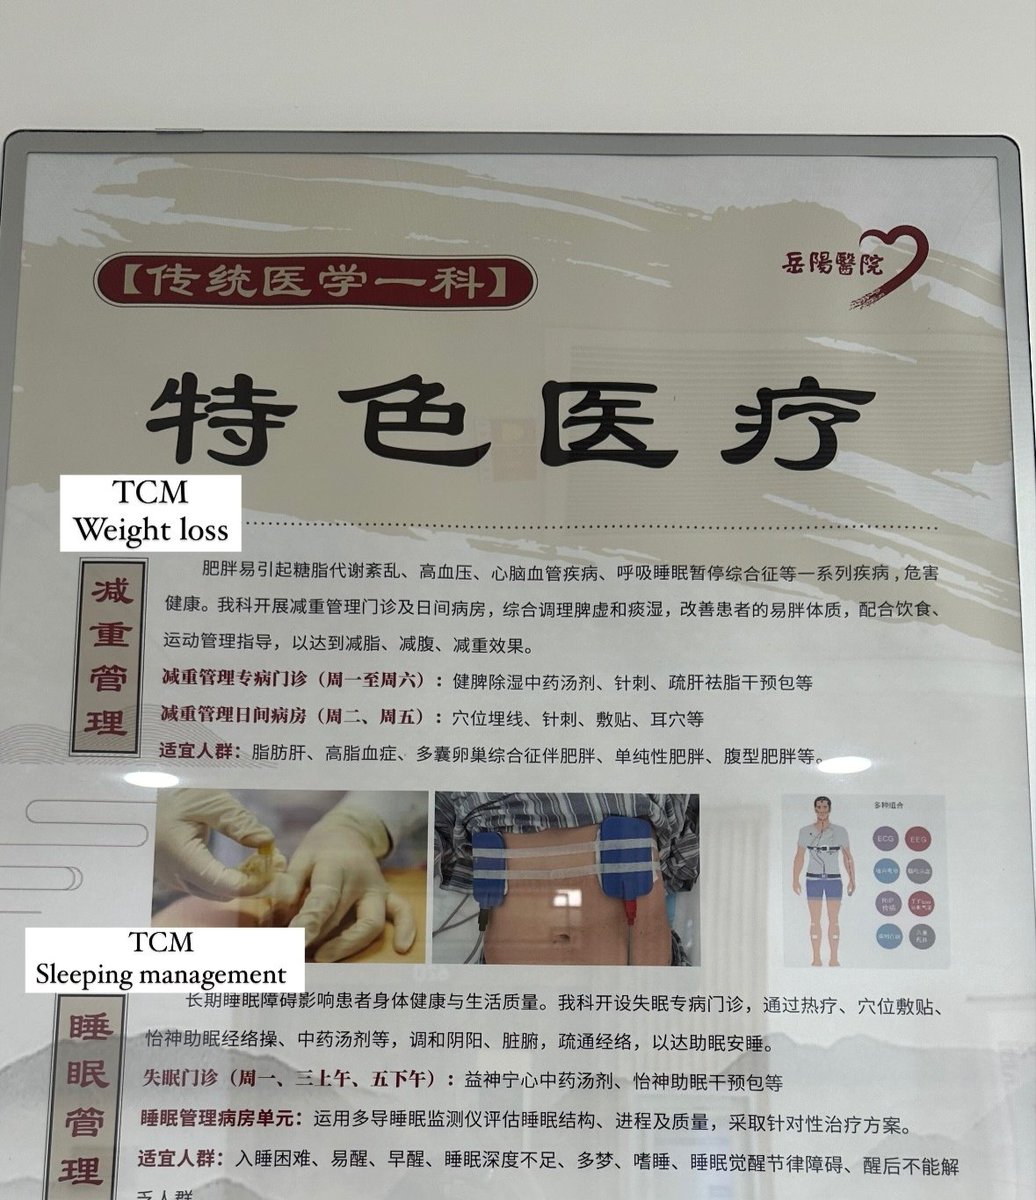 【传统医学一科】
岳陽醫院
特色医疗
TCM
Weight loss
减重管理
肥胖易引起糖脂代谢紊乱、高血压、心脑血管疾病、呼吸睡眠暂停综合征等一系列疾病,危害
健康。我科开展减重管理门诊及日间病房，综合调理脾虚和痰湿，改善患者的易胖体质，配合饮食、
运动管理指导，以达到减脂、减腹、减重效果。
减重管理专病门诊（周一至周六）：健脾除湿中药汤剂、针刺、疏肝祛脂干预包等
减重管理日间病房（周二、周五）：穴位埋线、针刺、敷贴、耳穴等
适宜人群：脂肪肝、高脂血症、多囊卵巢综合征伴肥胖、单纯性肥胖、腹型肥胖等。
多种组合
ECG
EEG
TCM
Sleeping management
睡眠管理
长期睡眠障碍影响患者身体健康与生活质量。我科开设失眠专病门诊，通过热疗、穴位敷贴、
怡神助眠经络操、中药汤剂等，调和阴阳、脏腑，疏通经络，以达助眠安睡。
失眠门诊（周一、三上午、五下午）：益神宁心中药汤剂、怡神助眠干预包等
睡眠管理病房单元：运用多导睡眠监测仪评估睡眠结构、进程及质量，采取针对性治疗方案。
适宜人群：入睡困难、易醒、早醒、睡眠深度不足、多梦、嗜睡、睡眠觉醒节律障碍、醒后不能解
乏人群